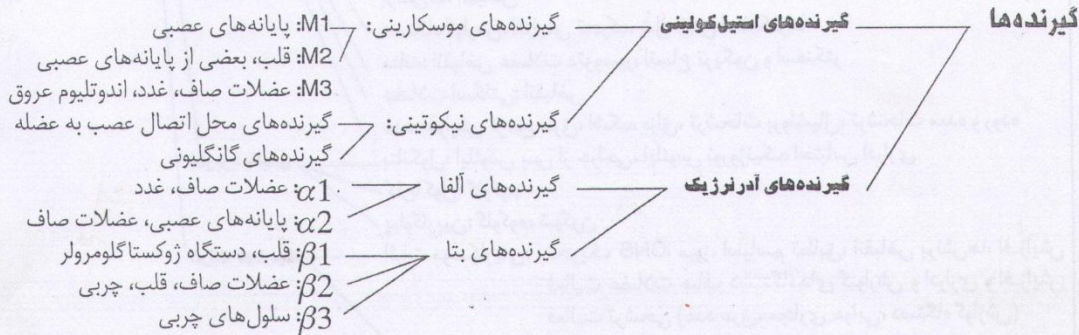 گیرنده‌ها
گیرنده‌های استیل‌کولینی
گیرنده‌های موسکارینی:
M1: پایانه‌های عصبی
M2: قلب، بعضی از پایانه‌های عصبی
M3: عضلات صاف، غدد، اندوتلیوم عروق
گیرنده‌های نیکوتینی:
گیرنده‌های محل اتصال عصب به عضله
گیرنده‌های گانگلیونی
گیرنده‌های آدرنرژیک
گیرنده‌های آلفا
α1: عضلات صاف، غدد
α2: پایانه‌های عصبی، عضلات صاف
گیرنده‌های بتا
β1: قلب، دستگاه ژوکستاگلومرولر
β2: عضلات صاف، قلب، چربی
β3: سلول‌های چربی